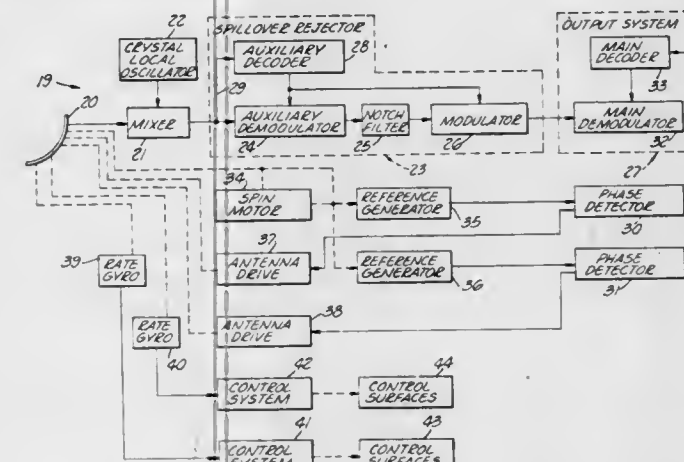 22
CRYSTAL
LOCAL
OSCILLATOR
SPILLOVER REJECTOR
AUXILIARY
DECODER
28
OUTPUT SYSTEM
MAIN
DECODER
33
19
20
29
MIXER
21
AUXILIARY
DEMODULATOR
24
NOTCH
FILTER
25
MODULATOR
26
MAIN
DEMODULATOR
32
23
27
34
SPIN
MOTOR
REFERENCE
GENERATOR
35
PHASE
DETECTOR
30
37
ANTENNA
DRIVE
REFERENCE
GENERATOR
36
PHASE
DETECTOR
31
39
RATE
GYRO
38
ANTENNA
DRIVE
RATE
GYRO
40
42
CONTROL
SYSTEM
44
CONTROL
SURFACES
41
CONTROL
SYSTEM
43
CONTROL
SURFACES